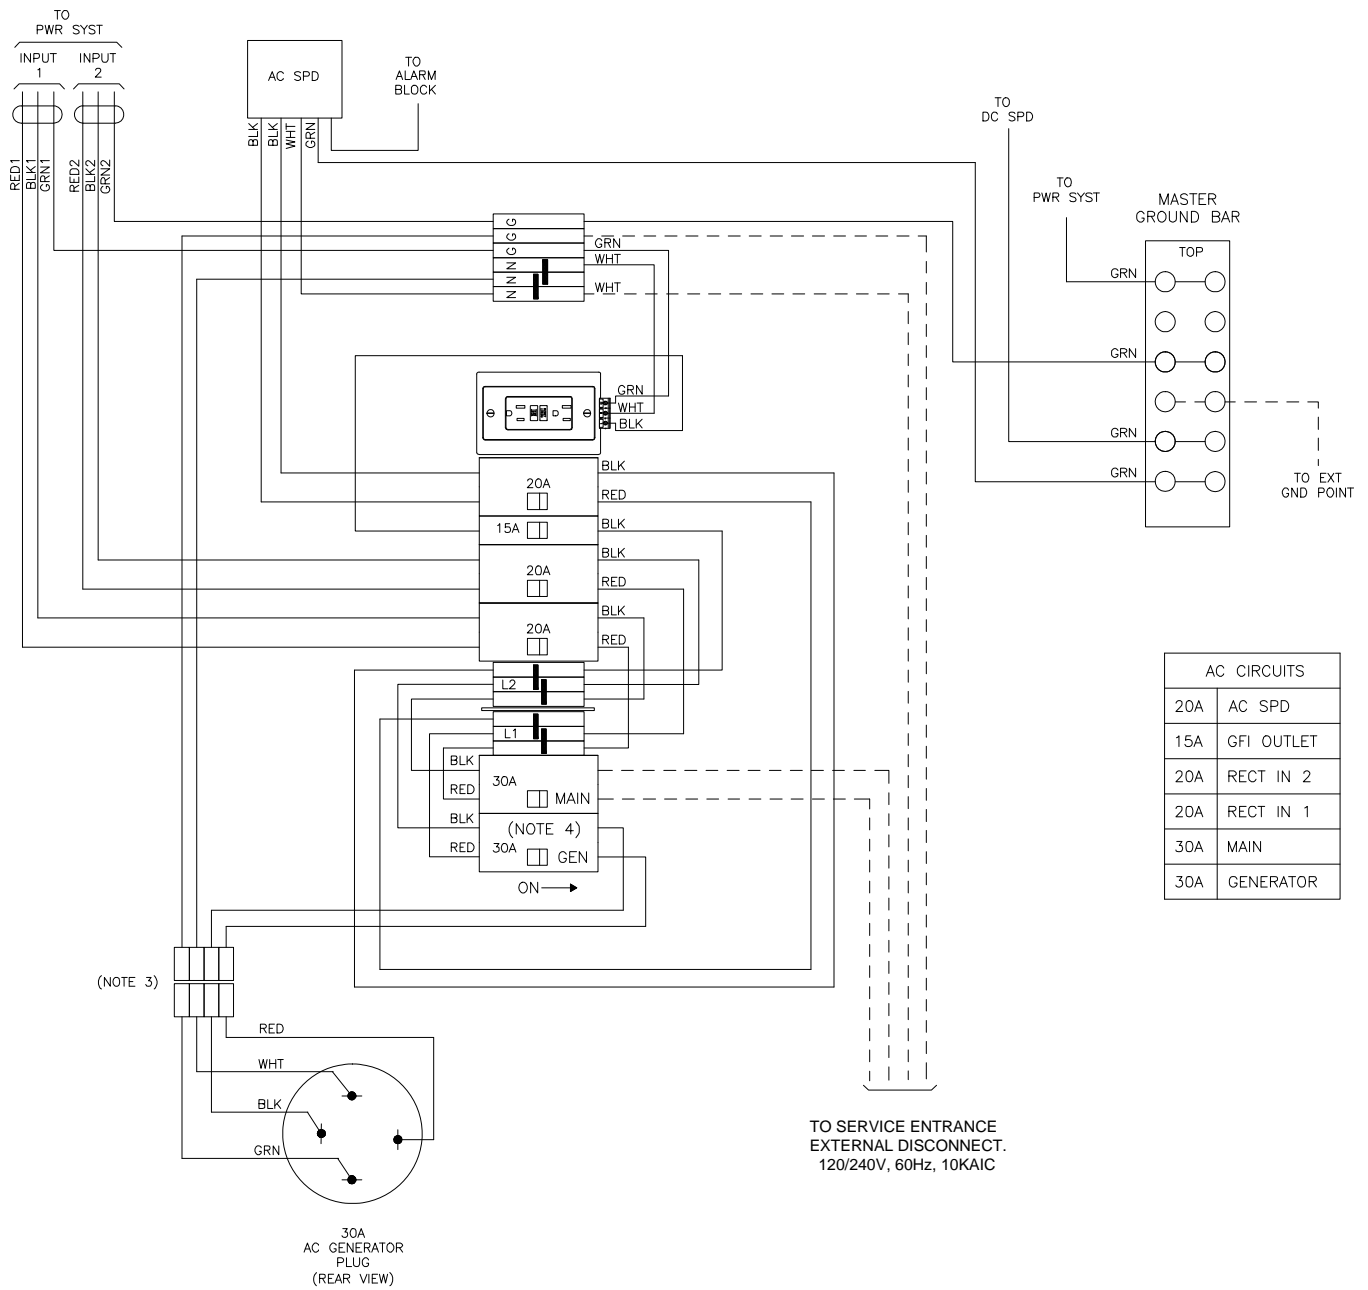 TO
PWR SYST
INPUT
1
INPUT
2
RED1
BLK1
GRN1
RED2
BLK2
GRN2
AC SPD
BLK
BLK
WHT
GRN
TO
ALARM
BLOCK
TO
DC SPD
TO
PWR SYST
MASTER
GROUND BAR
TOP
GRN
GRN
GRN
GRN
TO EXT
GND POINT
G
G
G
N
N
N
GRN
WHT
WHT
GRN
WHT
BLK
20A
BLK
RED
15A
BLK
20A
BLK
RED
20A
BLK
RED
L2
L1
BLK
RED
30A
MAIN
BLK
RED
(NOTE 4)
30A
GEN
ON
(NOTE 3)
RED
WHT
BLK
GRN
30A
AC GENERATOR
PLUG
(REAR VIEW)
TO SERVICE ENTRANCE
EXTERNAL DISCONNECT.
120/240V, 60Hz, 10KAIC
AC CIRCUITS
20A AC SPD
15A GFI OUTLET
20A RECT IN 2
20A RECT IN 1
30A MAIN
30A GENERATOR